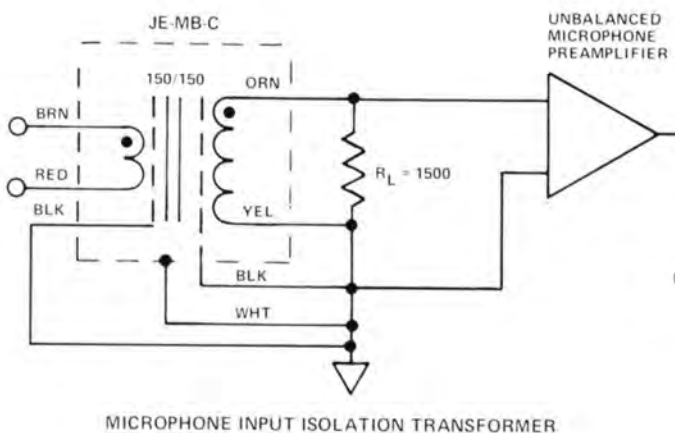 JE-MB-C
UNBALANCED
MICROPHONE
PREAMPLIFIER
150/150
ORN
BRN
RED
R_L = 1500
BLK
YEL
BLK
WHT
MICROPHONE INPUT ISOLATION TRANSFORMER